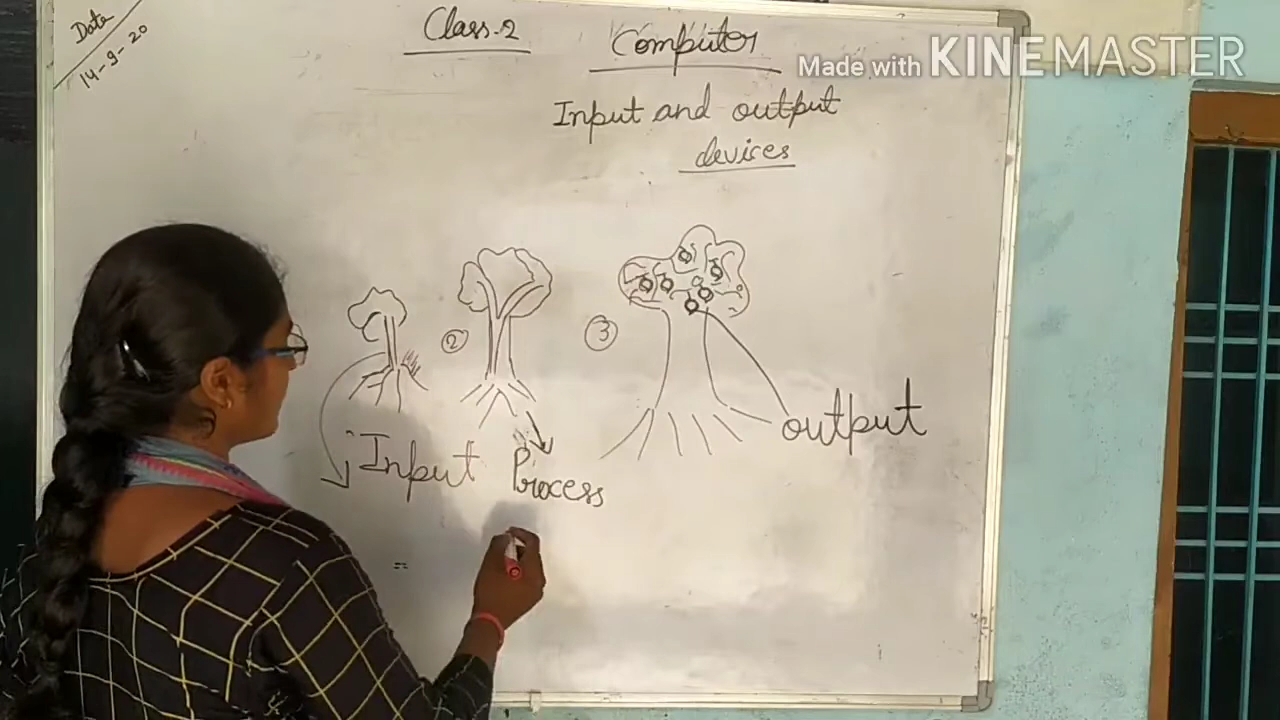 Date
14-9-20
Class-2
Computer
Made with KINEMASTER
Input and output
devices
②
③
Input
Process
output